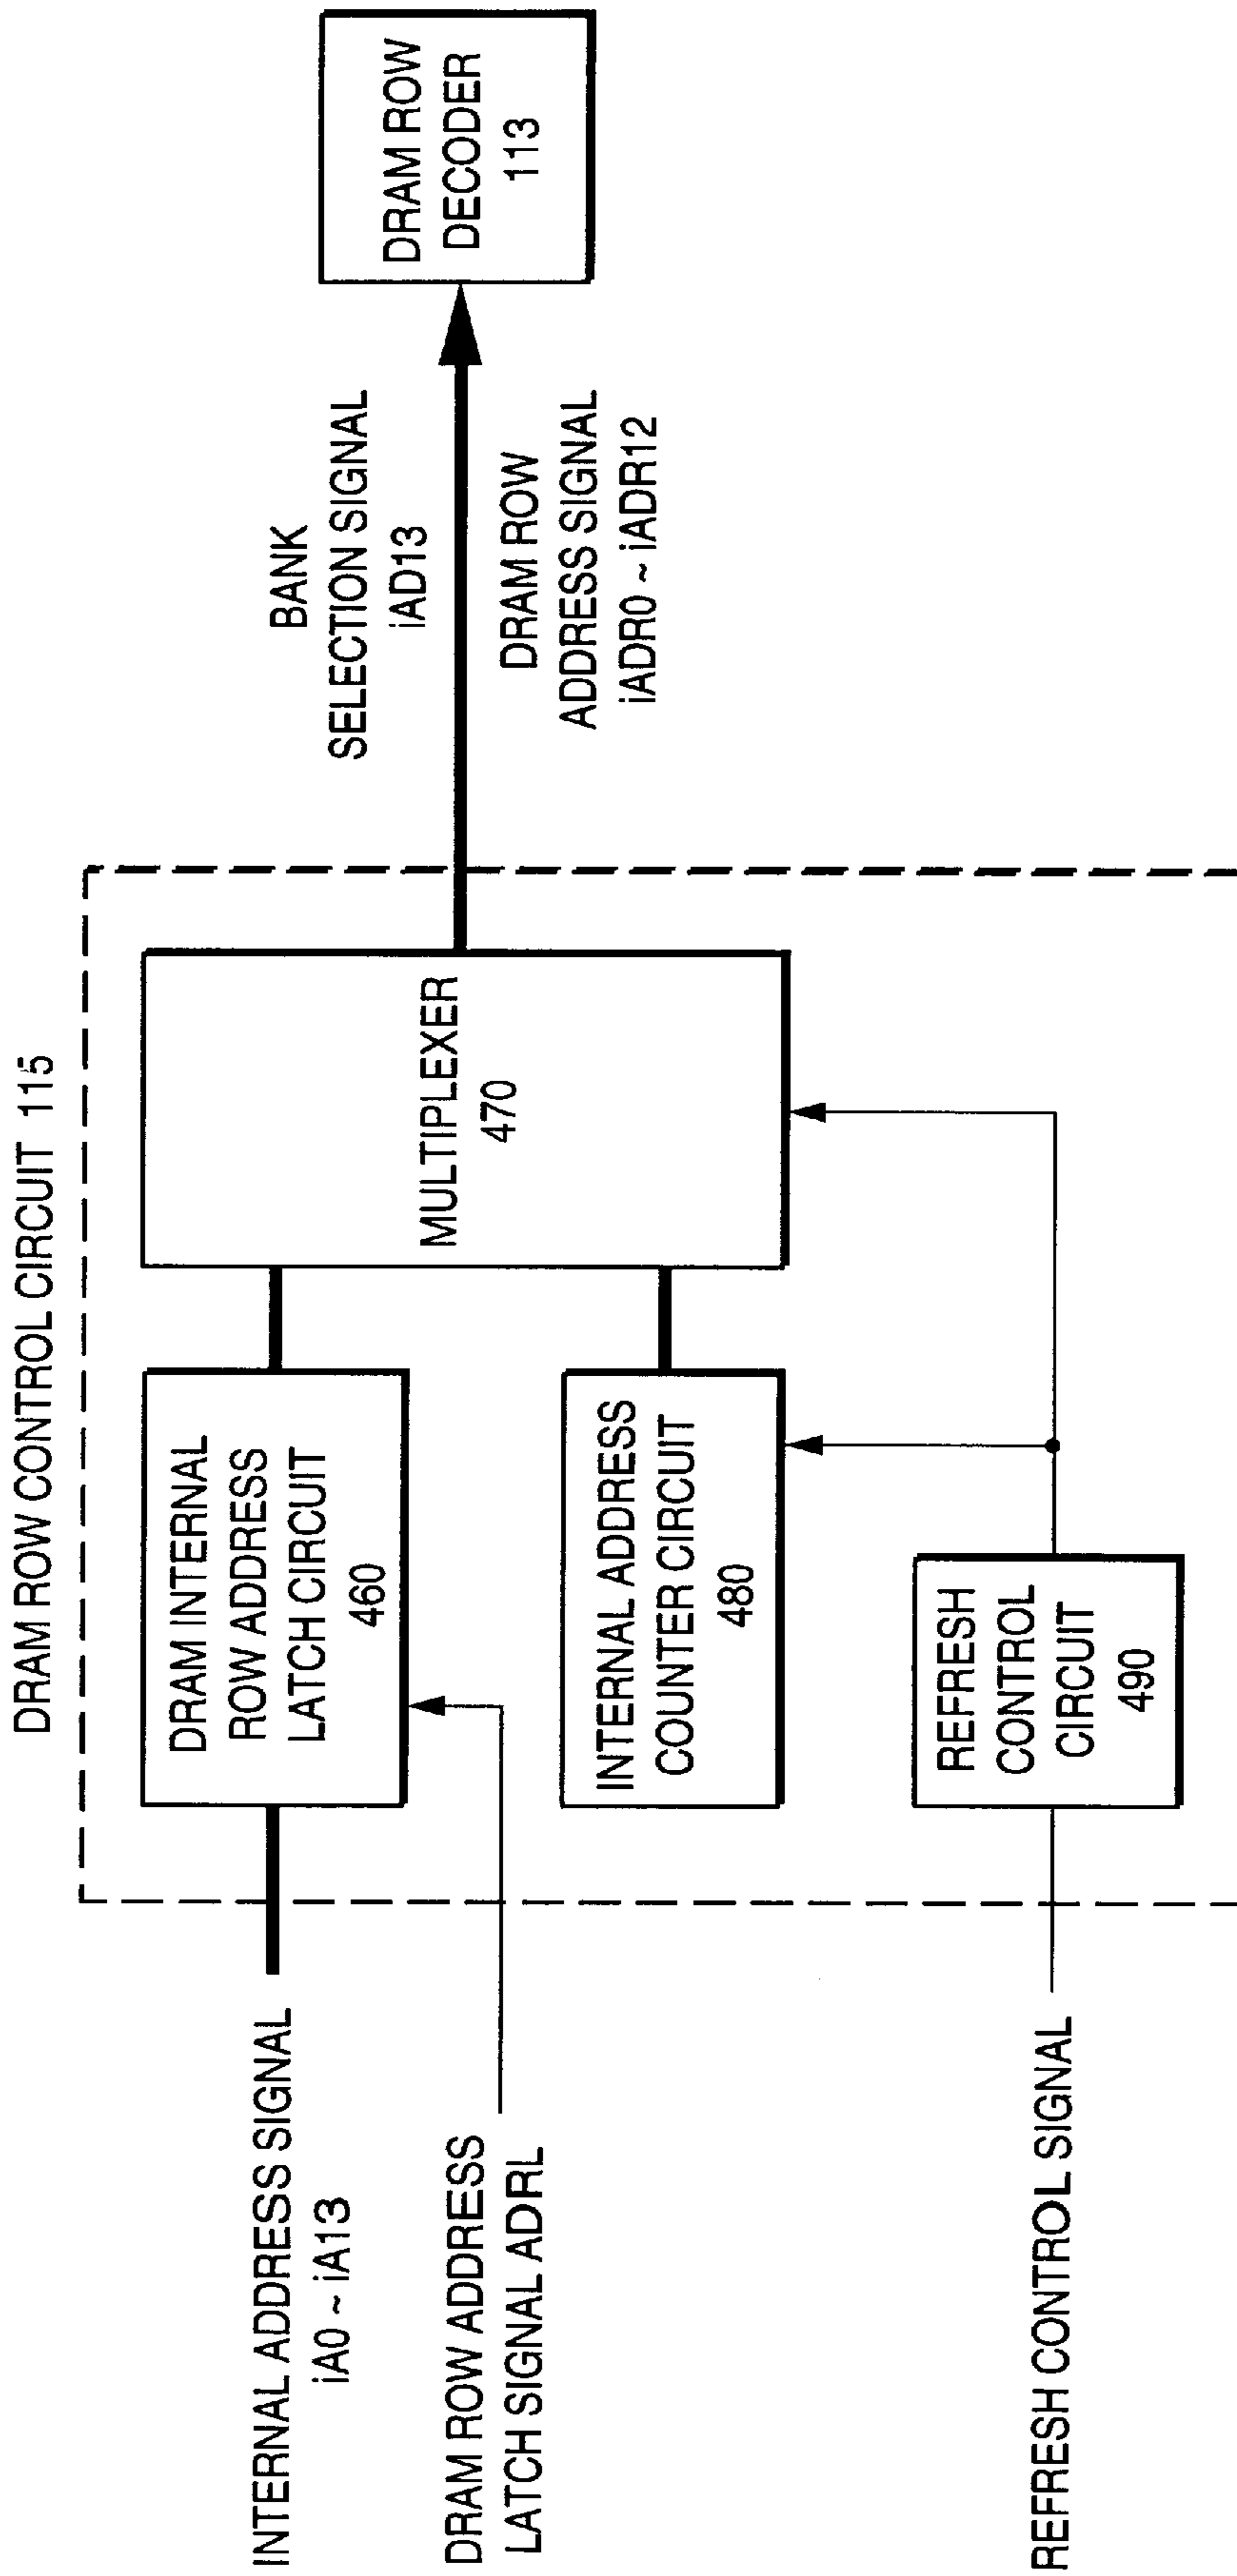 DRAM ROW CONTROL CIRCUIT 115
INTERNAL ADDRESS SIGNAL
iA0 ~ iA13
DRAM ROW ADDRESS
LATCH SIGNAL ADRL
REFRESH CONTROL SIGNAL
DRAM INTERNAL
ROW ADDRESS
LATCH CIRCUIT
460
INTERNAL ADDRESS
COUNTER CIRCUIT
480
REFRESH
CONTROL
CIRCUIT
490
MULTIPLEXER
470
BANK
SELECTION SIGNAL
iAD13
DRAM ROW
ADDRESS SIGNAL
iADR0 ~ iADR12
DRAM ROW
DECODER
113